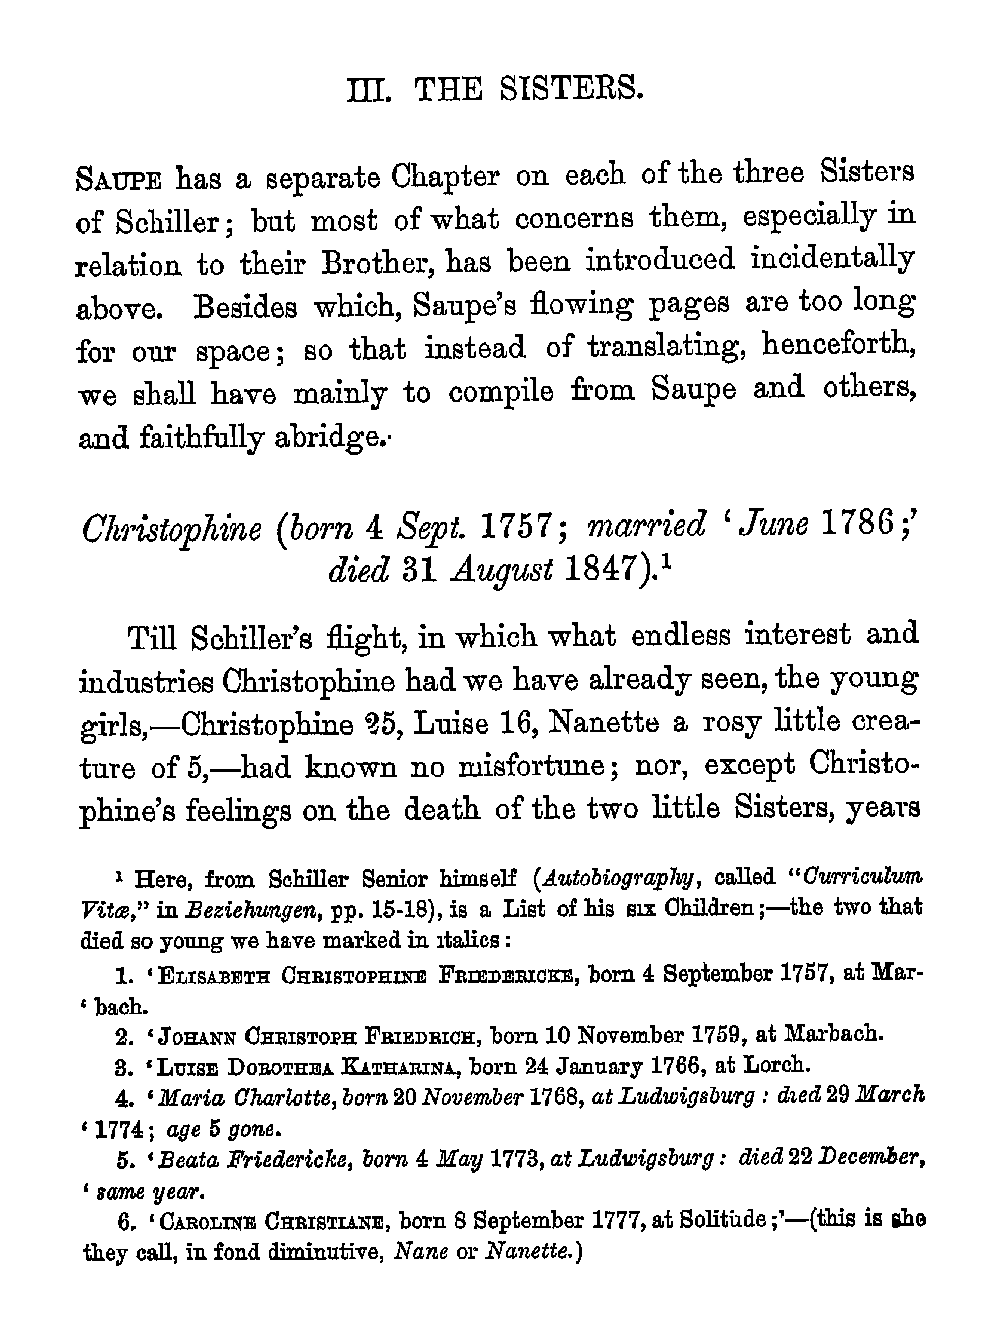 III. THE SISTERS.
SAUPE has a separate Chapter on each of the three Sisters
of Schiller; but most of what concerns them, especially in
relation to their Brother, has been introduced incidentally
above. Besides which, Saupe's flowing pages are too long
for our space; so that instead of translating, henceforth,
we shall have mainly to compile from Saupe and others,
and faithfully abridge.
Christophine (born 4 Sept. 1757; married ‘June 1786;’
died 31 August 1847).¹
Till Schiller's flight, in which what endless interest and
industries Christophine had we have already seen, the young
girls,—Christophine 25, Luise 16, Nanette a rosy little crea-
ture of 5,—had known no misfortune; nor, except Christo-
phine's feelings on the death of the two little Sisters, years
¹ Here, from Schiller Senior himself (Autobiography, called “Curriculum
Vitæ,” in Beziehungen, pp. 15-18), is a List of his six Children;—the two that
died so young we have marked in italics:
1. ‘ELISABETH CHRISTOPHINE FRIEDERICKE, born 4 September 1757, at Mar-
‘bach.
2. ‘JOHANN CHRISTOPH FRIEDRICH, born 10 November 1759, at Marbach.
3. ‘LUISE DOROTHEA KATHARINA, born 24 January 1766, at Lorch.
4. ‘Maria Charlotte, born 20 November 1768, at Ludwigsburg: died 29 March
‘1774; age 5 gone.
5. ‘Beata Friedericke, born 4 May 1773, at Ludwigsburg: died 22 December,
‘same year.
6. ‘CAROLINE CHRISTIANE, born 8 September 1777, at Solitüde;’—(this is she
they call, in fond diminutive, Nane or Nanette.)